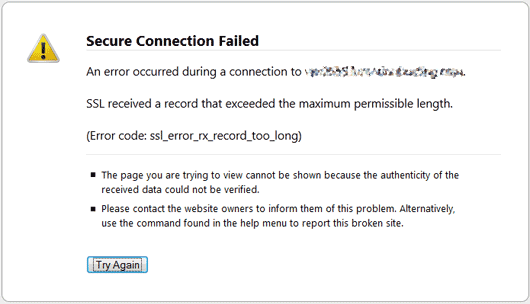 Secure Connection Failed
An error occurred during a connection to
SSL received a record that exceeded the maximum permissible length.
(Error code: ssl_error_rx_record_too_long)
The page you are trying to view cannot be shown because the authenticity of the
received data could not be verified.
Please contact the website owners to inform them of this problem. Alternatively,
use the command found in the help menu to report this broken site.
Try Again